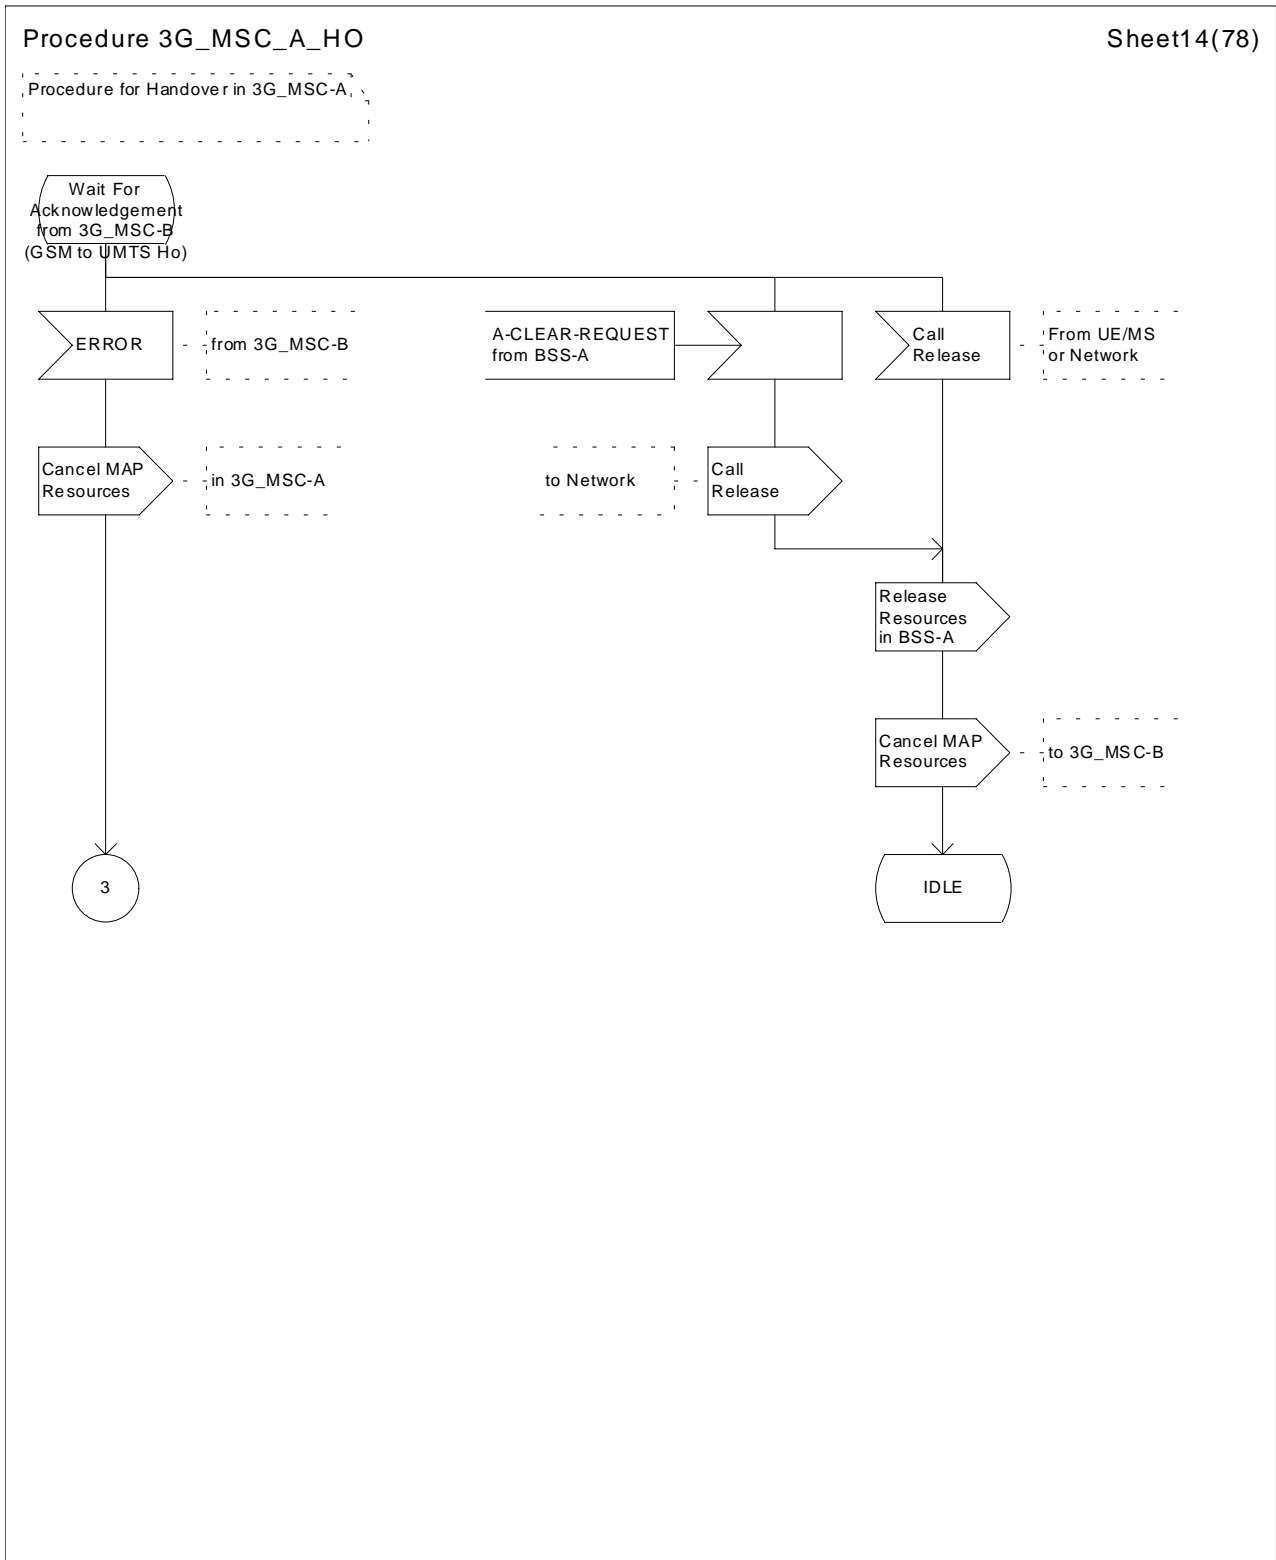 Procedure 3G_MSC_A_HO
Sheet14(78)
Procedure for Handover in 3G_MSC-A
Wait For
Acknowledgement
from 3G_MSC-B
(GSM to UMTS Ho)
ERROR
from 3G_MSC-B
A-CLEAR-REQUEST
from BSS-A
Call
Release
From UE/MS
or Network
Cancel MAP
Resources
in 3G_MSC-A
to Network
Call
Release
Release
Resources
in BSS-A
Cancel MAP
Resources
to 3G_MSC-B
3
IDLE